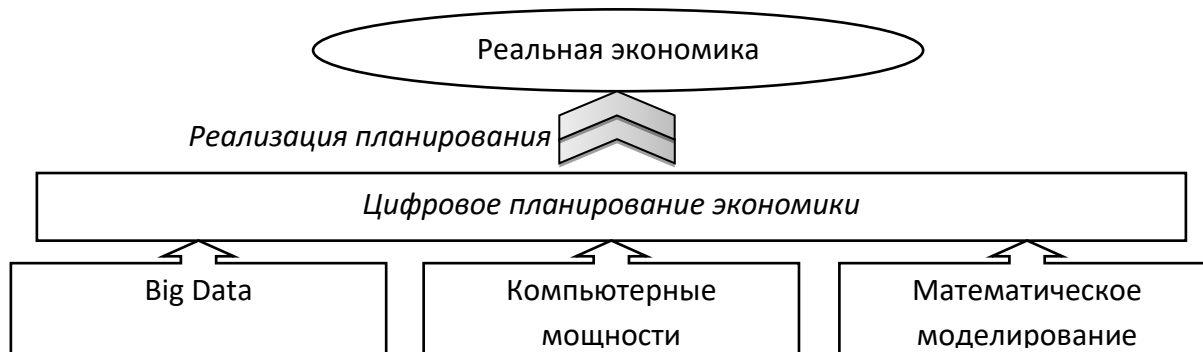 Реальная экономика
Реализация планирования
Цифровое планирование экономики
Big Data
Компьютерные
мощности
Математическое
моделирование